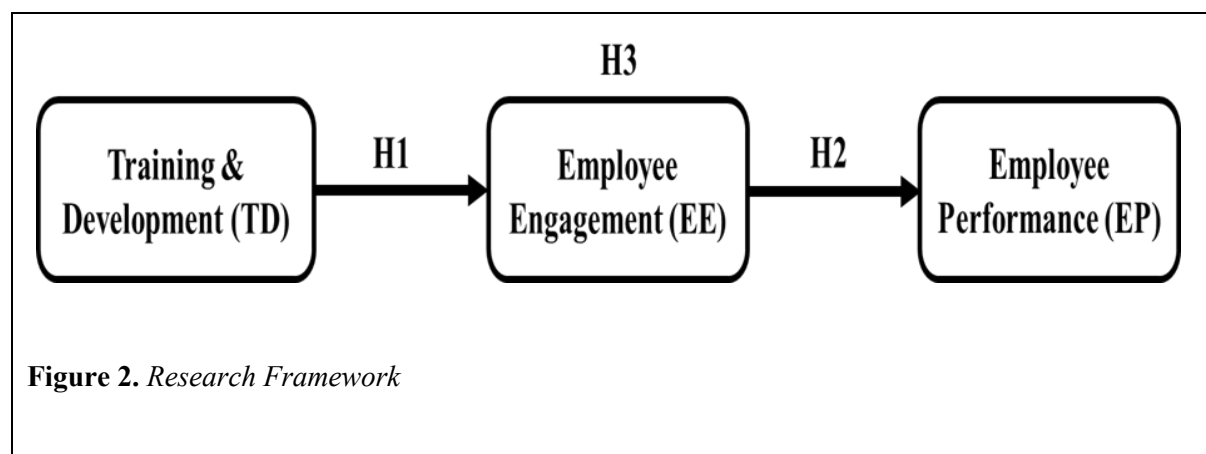 H3
Training &
Development (TD)
H1
Employee
Engagement (EE)
H2
Employee
Performance (EP)
Figure 2. Research Framework